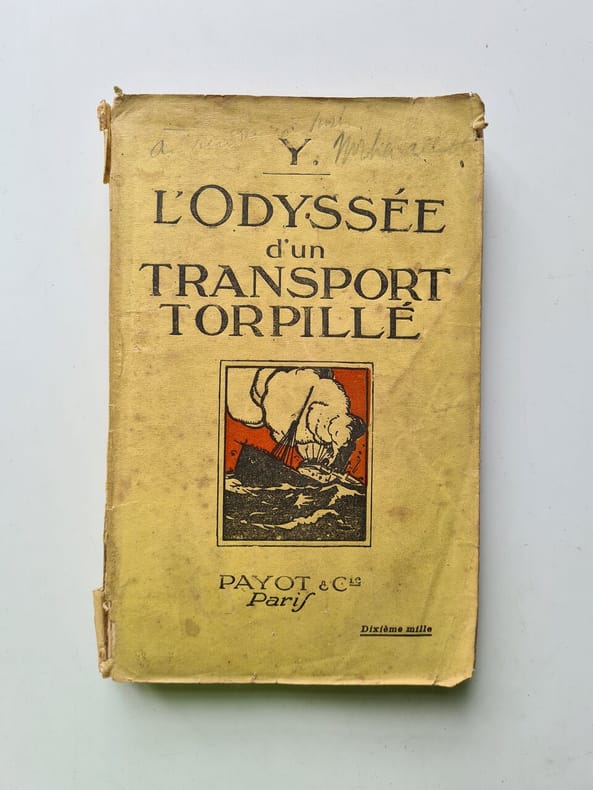 à
Y.
L'ODYSSÉE
d'un
TRANSPORT
TORPILLÉ
PAYOT & Cie
Paris
Dixième mille